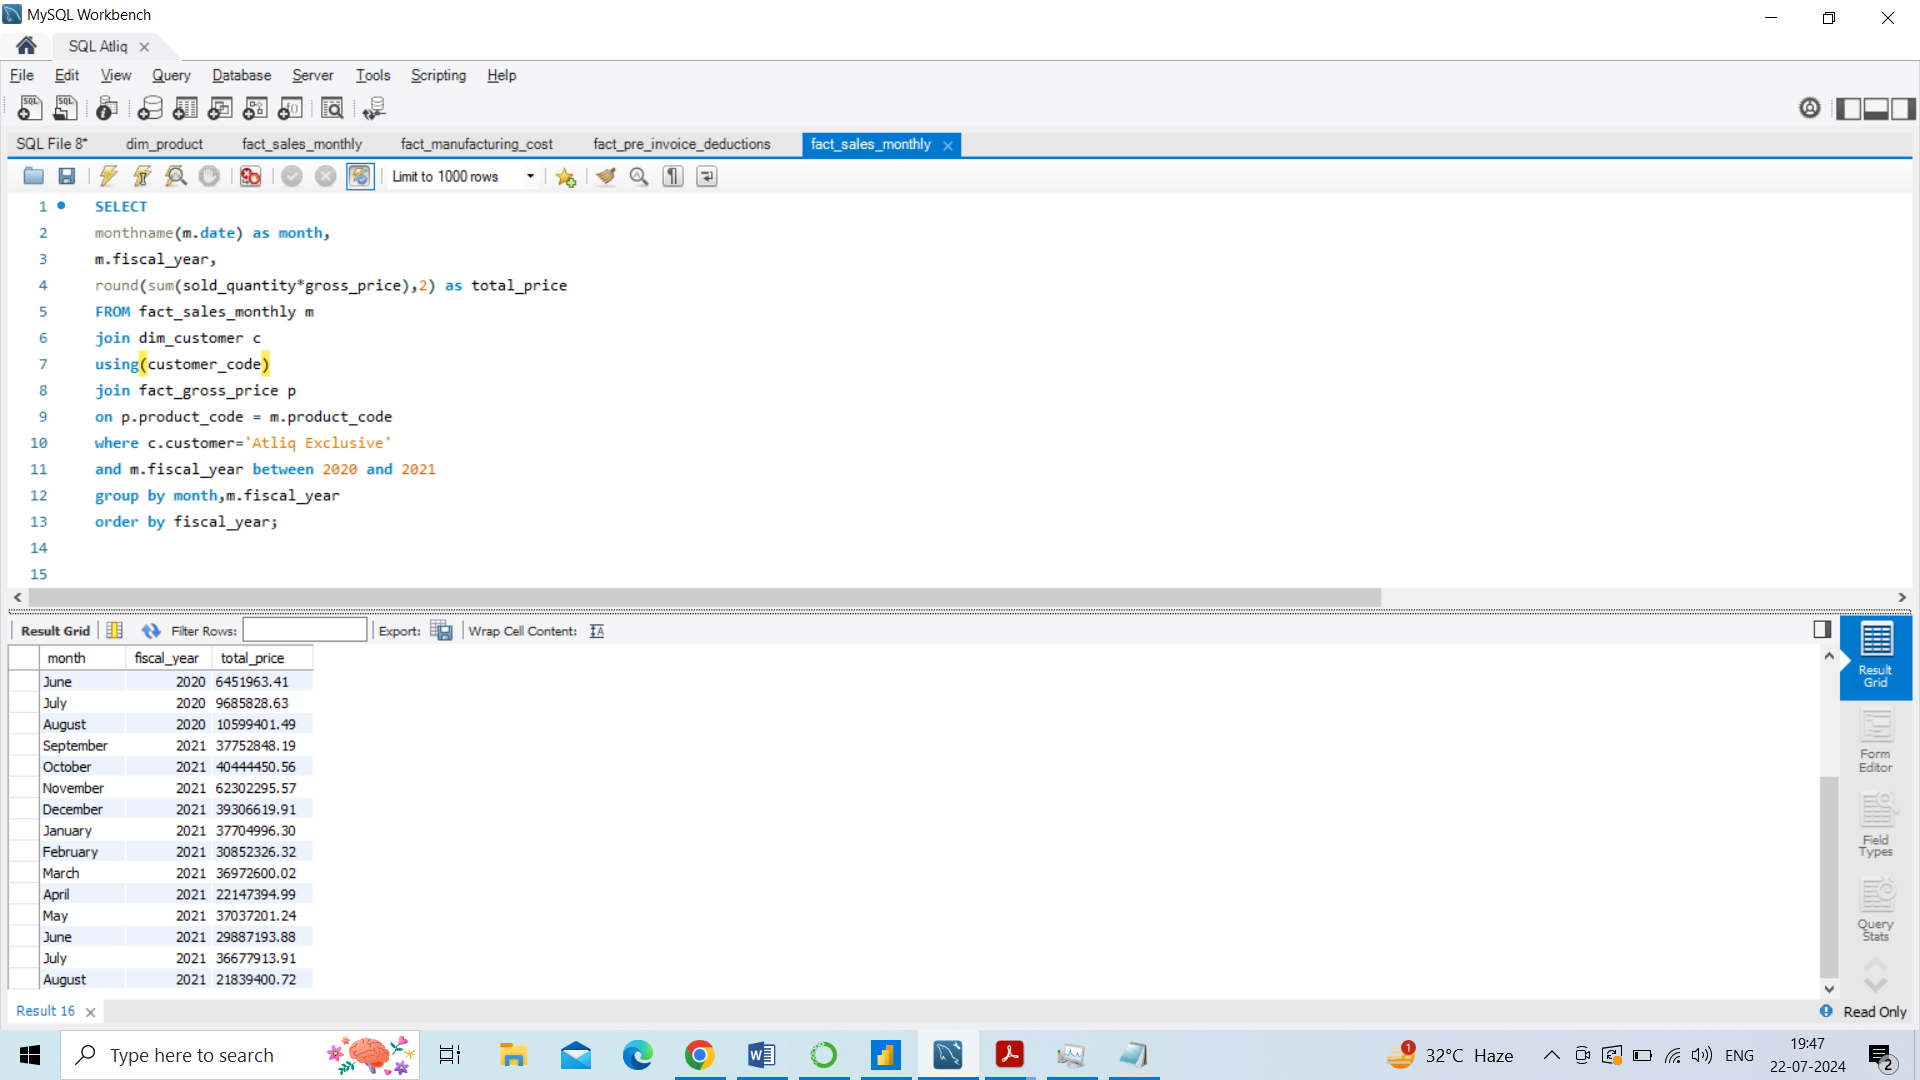 MySQL Workbench
SQL Atliq
File Edit View Query Database Server Tools Scripting Help
SQL File 8* dim_product fact_sales_monthly fact_manufacturing_cost fact_pre_invoice_deductions fact_sales_monthly
Limit to 1000 rows
1 SELECT
2 monthname(m.date) as month,
3 m.fiscal_year,
4 round(sum(sold_quantity*gross_price),2) as total_price
5 FROM fact_sales_monthly m
6 join dim_customer c
7 using(customer_code)
8 join fact_gross_price p
9 on p.product_code = m.product_code
10 where c.customer='Atliq Exclusive'
11 and m.fiscal_year between 2020 and 2021
12 group by month,m.fiscal_year
13 order by fiscal_year;
14
15
Result Grid Filter Rows: Export: Wrap Cell Content:
month fiscal_year total_price
June 2020 6451963.41
July 2020 9685828.63
August 2020 10599401.49
September 2021 37752848.19
October 2021 40444450.56
November 2021 62302295.57
December 2021 39306619.91
January 2021 37704996.30
February 2021 30852326.32
March 2021 36972600.02
April 2021 22147394.99
May 2021 37037201.24
June 2021 29887193.88
July 2021 36677913.91
August 2021 21839400.72
Result
Grid
Form
Editor
Field
Types
Query
Stats
Result 16
Read Only
Type here to search
1
32°C Haze
ENG
19:47
22-07-2024
2